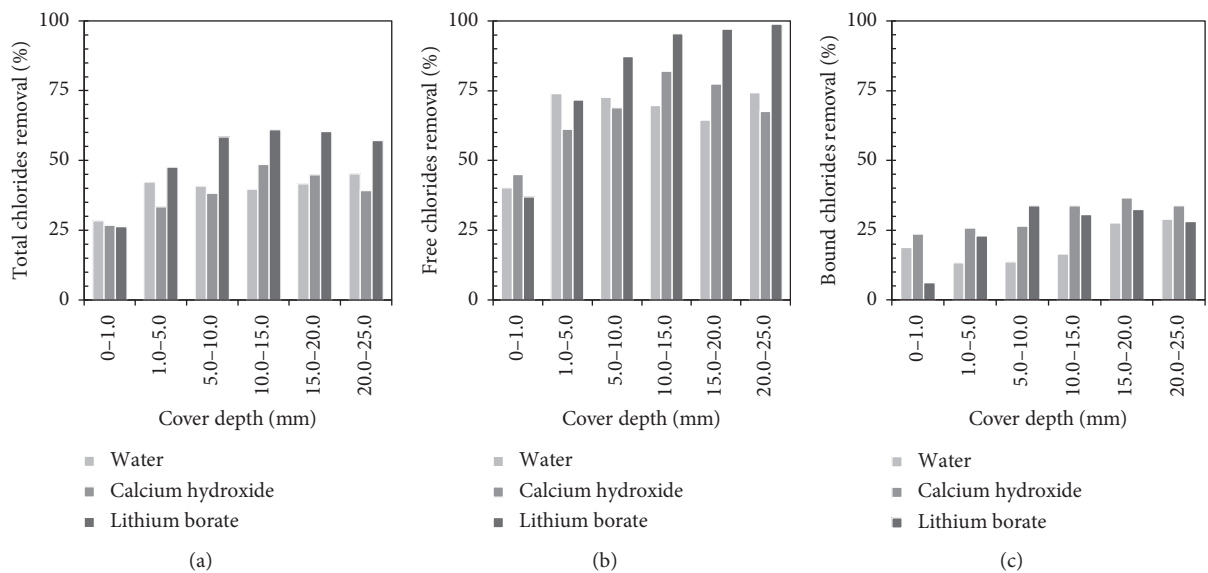 Total chlorides removal (%)
100
75
50
25
0
0–1.0
1.0–5.0
5.0–10.0
10.0–15.0
15.0–20.0
20.0–25.0
Cover depth (mm)
Water
Calcium hydroxide
Lithium borate
(a)
Free chlorides removal (%)
100
75
50
25
0
0–1.0
1.0–5.0
5.0–10.0
10.0–15.0
15.0–20.0
20.0–25.0
Cover depth (mm)
Water
Calcium hydroxide
Lithium borate
(b)
Bound chlorides removal (%)
100
75
50
25
0
0–1.0
1.0–5.0
5.0–10.0
10.0–15.0
15.0–20.0
20.0–25.0
Cover depth (mm)
Water
Calcium hydroxide
Lithium borate
(c)